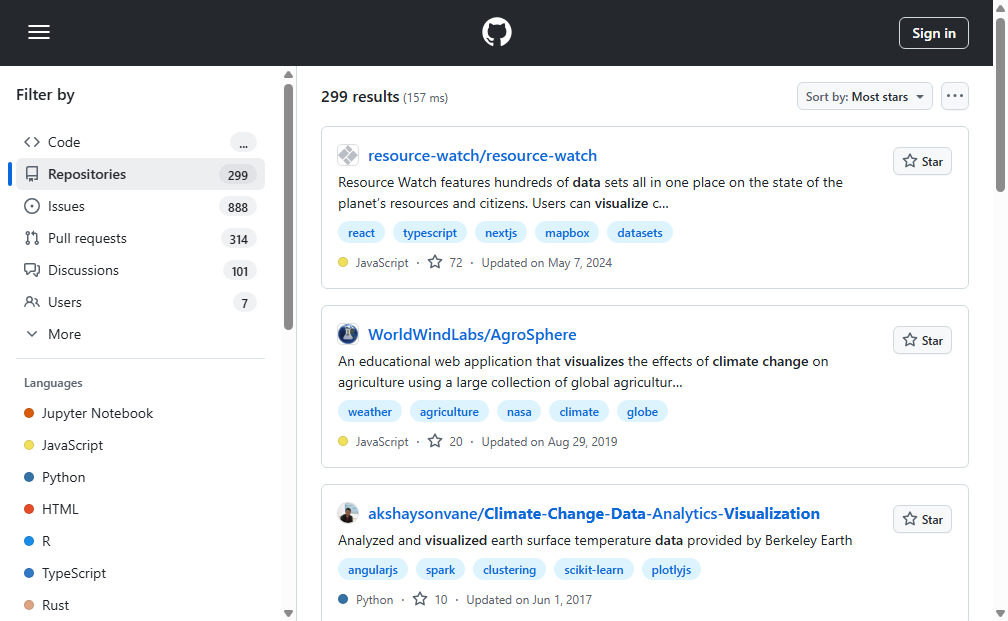 Sign in
Filter by
Code
...
Repositories
299
Issues
888
Pull requests
314
Discussions
101
Users
7
More
Languages
Jupyter Notebook
JavaScript
Python
HTML
R
TypeScript
Rust
299 results (157 ms)
Sort by: Most stars
resource-watch/resource-watch
Star
Resource Watch features hundreds of data sets all in one place on the state of the
planet's resources and citizens. Users can visualize c...
react typescript nextjs mapbox datasets
JavaScript · 72 · Updated on May 7, 2024
WorldWindLabs/AgroSphere
Star
An educational web application that visualizes the effects of climate change on
agriculture using a large collection of global agricultur...
weather agriculture nasa climate globe
JavaScript · 20 · Updated on Aug 29, 2019
akshaysonvane/Climate-Change-Data-Analytics-Visualization
Star
Analyzed and visualized earth surface temperature data provided by Berkeley Earth
angularjs spark clustering scikit-learn plotlyjs
Python · 10 · Updated on Jun 1, 2017